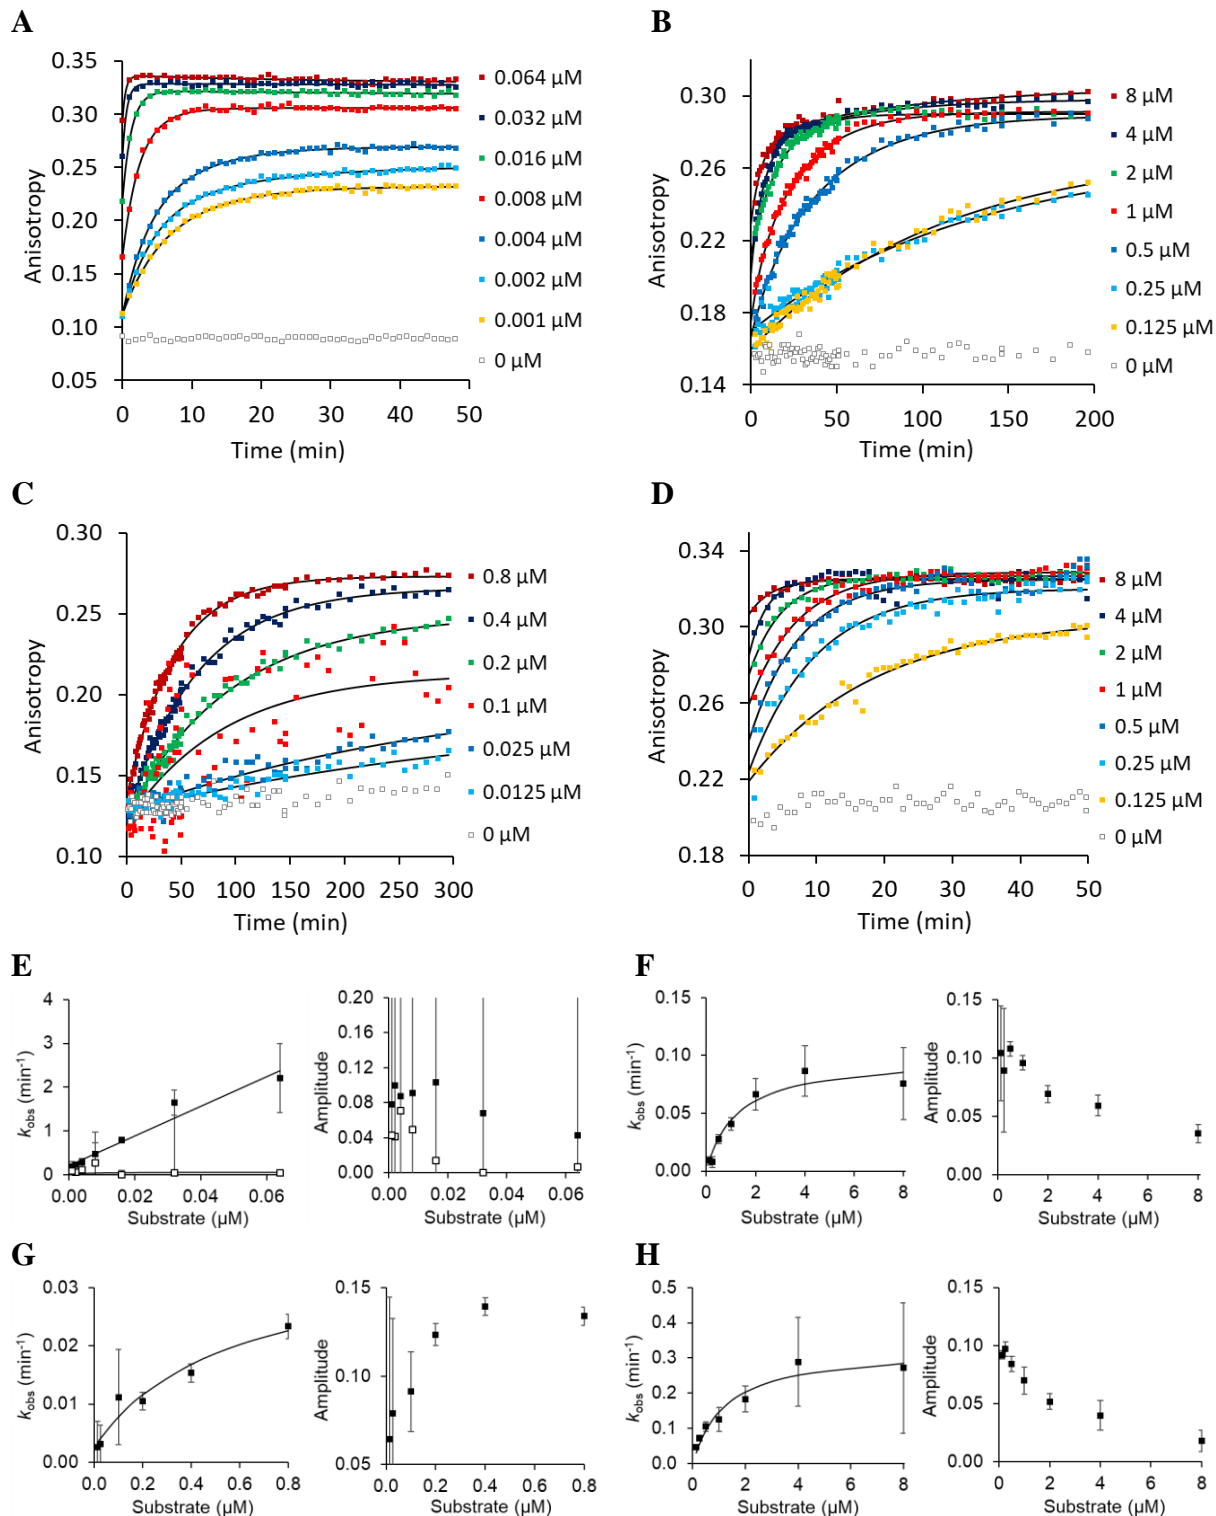 A
Anisotropy
0.35
0.30
0.25
0.20
0.15
0.10
0.05
0 10 20 30 40 50
Time (min)
0.064 µM
0.032 µM
0.016 µM
0.008 µM
0.004 µM
0.002 µM
0.001 µM
0 µM
B
Anisotropy
0.30
0.26
0.22
0.18
0.14
0 50 100 150 200
Time (min)
8 µM
4 µM
2 µM
1 µM
0.5 µM
0.25 µM
0.125 µM
0 µM
C
Anisotropy
0.30
0.25
0.20
0.15
0.10
0 50 100 150 200 250 300
Time (min)
0.8 µM
0.4 µM
0.2 µM
0.1 µM
0.025 µM
0.0125 µM
0 µM
D
Anisotropy
0.34
0.30
0.26
0.22
0.18
0 10 20 30 40 50
Time (min)
8 µM
4 µM
2 µM
1 µM
0.5 µM
0.25 µM
0.125 µM
0 µM
E
kobs (min-1)
4
3
2
1
0
0.00 0.02 0.04 0.06
Substrate (µM)
Amplitude
0.20
0.16
0.12
0.08
0.04
0.00
0.00 0.02 0.04 0.06
Substrate (µM)
F
kobs (min-1)
0.15
0.10
0.05
0.00
0 2 4 6 8
Substrate (µM)
Amplitude
0.15
0.10
0.05
0.00
0 2 4 6 8
Substrate (µM)
G
kobs (min-1)
0.03
0.02
0.01
0.00
0.0 0.2 0.4 0.6 0.8
Substrate (µM)
Amplitude
0.15
0.10
0.05
0.0 0.2 0.4 0.6 0.8
Substrate (µM)
H
kobs (min-1)
0.5
0.4
0.3
0.2
0.1
0.0
0 2 4 6 8
Substrate (µM)
Amplitude
0.15
0.10
0.05
0.00
0 2 4 6 8
Substrate (µM)